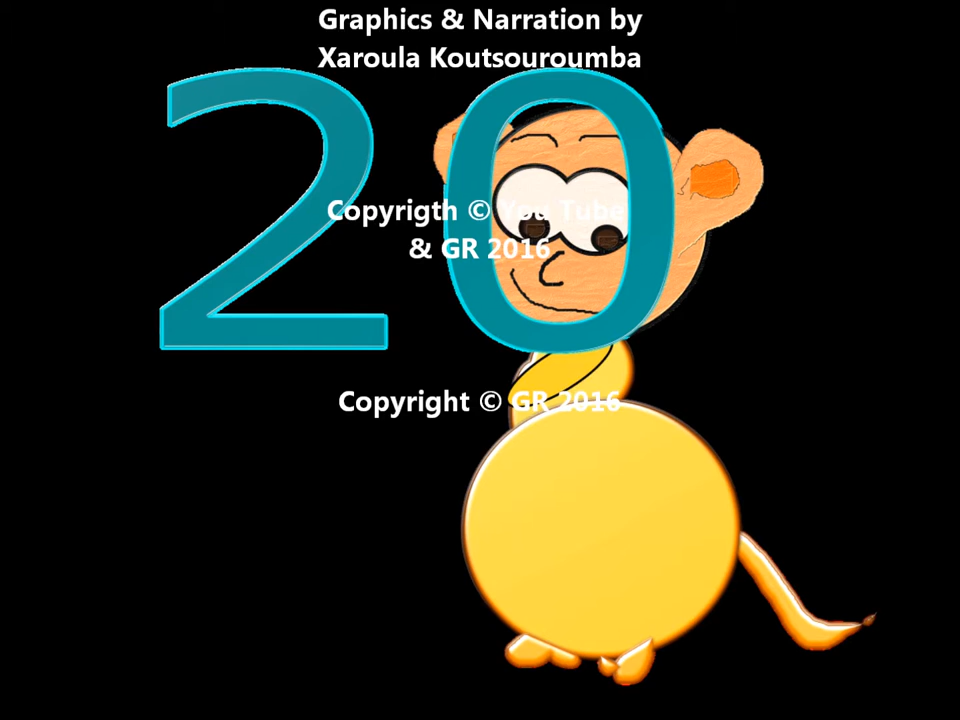 Graphics & Narration by
Xaroula Koutsouroumba
20
Copyrigth © You Tube
& GR 2016
Copyright © GR 2016